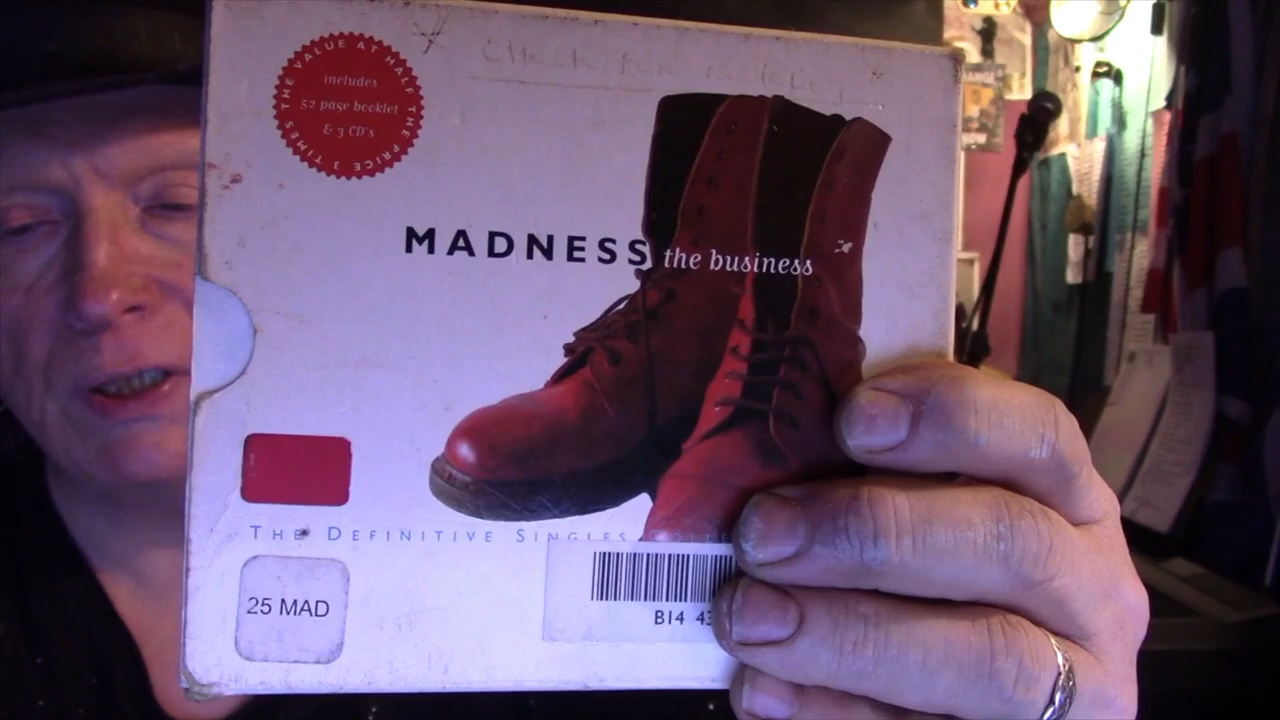 3 TIMES THE VALUE AT HALF THE PRICE
includes
52 page booklet
& 3 CD's
MADNESS the business
THE DEFINITIVE SINGLES
25 MAD
B14 43